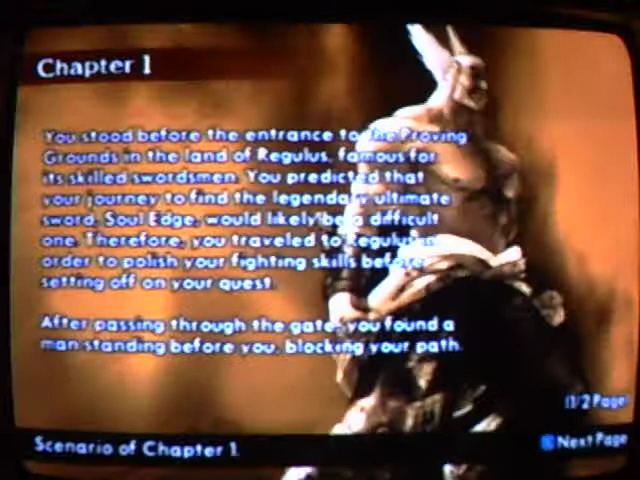 Chapter 1
You stood before the entrance to the Proving
Grounds in the land of Regulus, famous for
its skilled swordsmen. You predicted that
your journey to find the legendary ultimate
sword, Soul Edge, would likely be a difficult
one. Therefore, you traveled to Regulus in
order to polish your fighting skills before
setting off on your quest.
After passing through the gate, you found a
man standing before you, blocking your path.
(1/2 Page)
Scenario of Chapter 1
Next Page